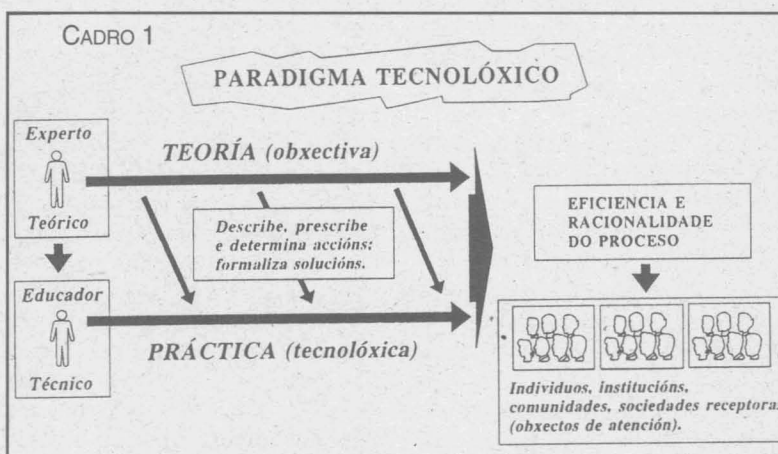 CADRO 1
PARADIGMA TECNOLÓXICO
Experto
Teórico
TEORÍA (obxectiva)
Describe, prescribe
e determina accións;
formaliza solucións.
Educador
Técnico
PRÁCTICA (tecnolóxica)
EFICIENCIA E
RACIONALIDADE
DO PROCESO
Individuos, institucións,
comunidades, sociedades receptoras
(obxectos de atención).